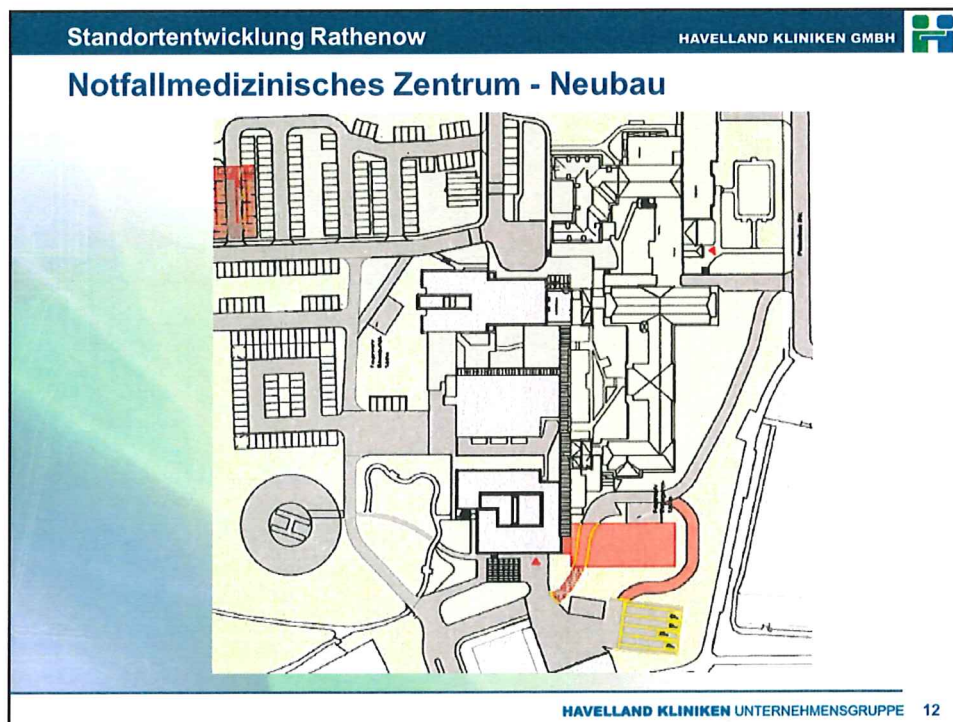 Standortentwicklung Rathenow
HAVELLAND KLINIKEN GMBH
Notfallmedizinisches Zentrum - Neubau
HAVELLAND KLINIKEN UNTERNEHMENSGRUPPE 12